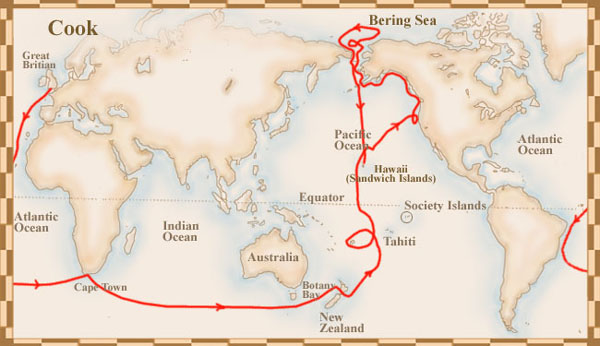 Cook
Bering Sea
Great
Britian
Pacific
Ocean
Atlantic
Ocean
Hawaii
(Sandwich Islands)
Equator
Society Islands
Atlantic
Ocean
Indian
Ocean
Tahiti
Australia
Cape Town
Botany
Bay
New
Zealand